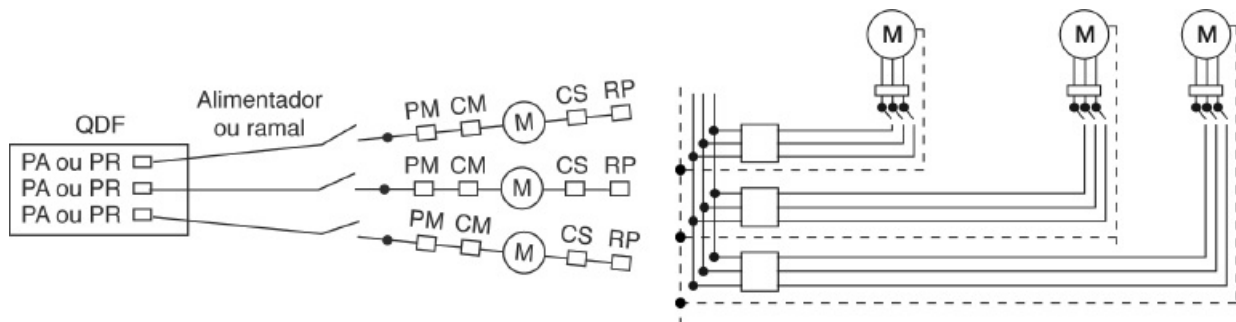 QDF
PA ou PR
PA ou PR
PA ou PR
Alimentador
ou ramal
PM CM M CS RP
PM CM M CS RP
PM CM M CS RP
M M M